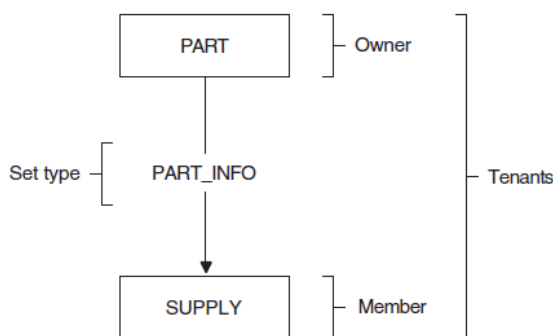 PART
Owner
Set type
PART_INFO
Tenants
SUPPLY
Member